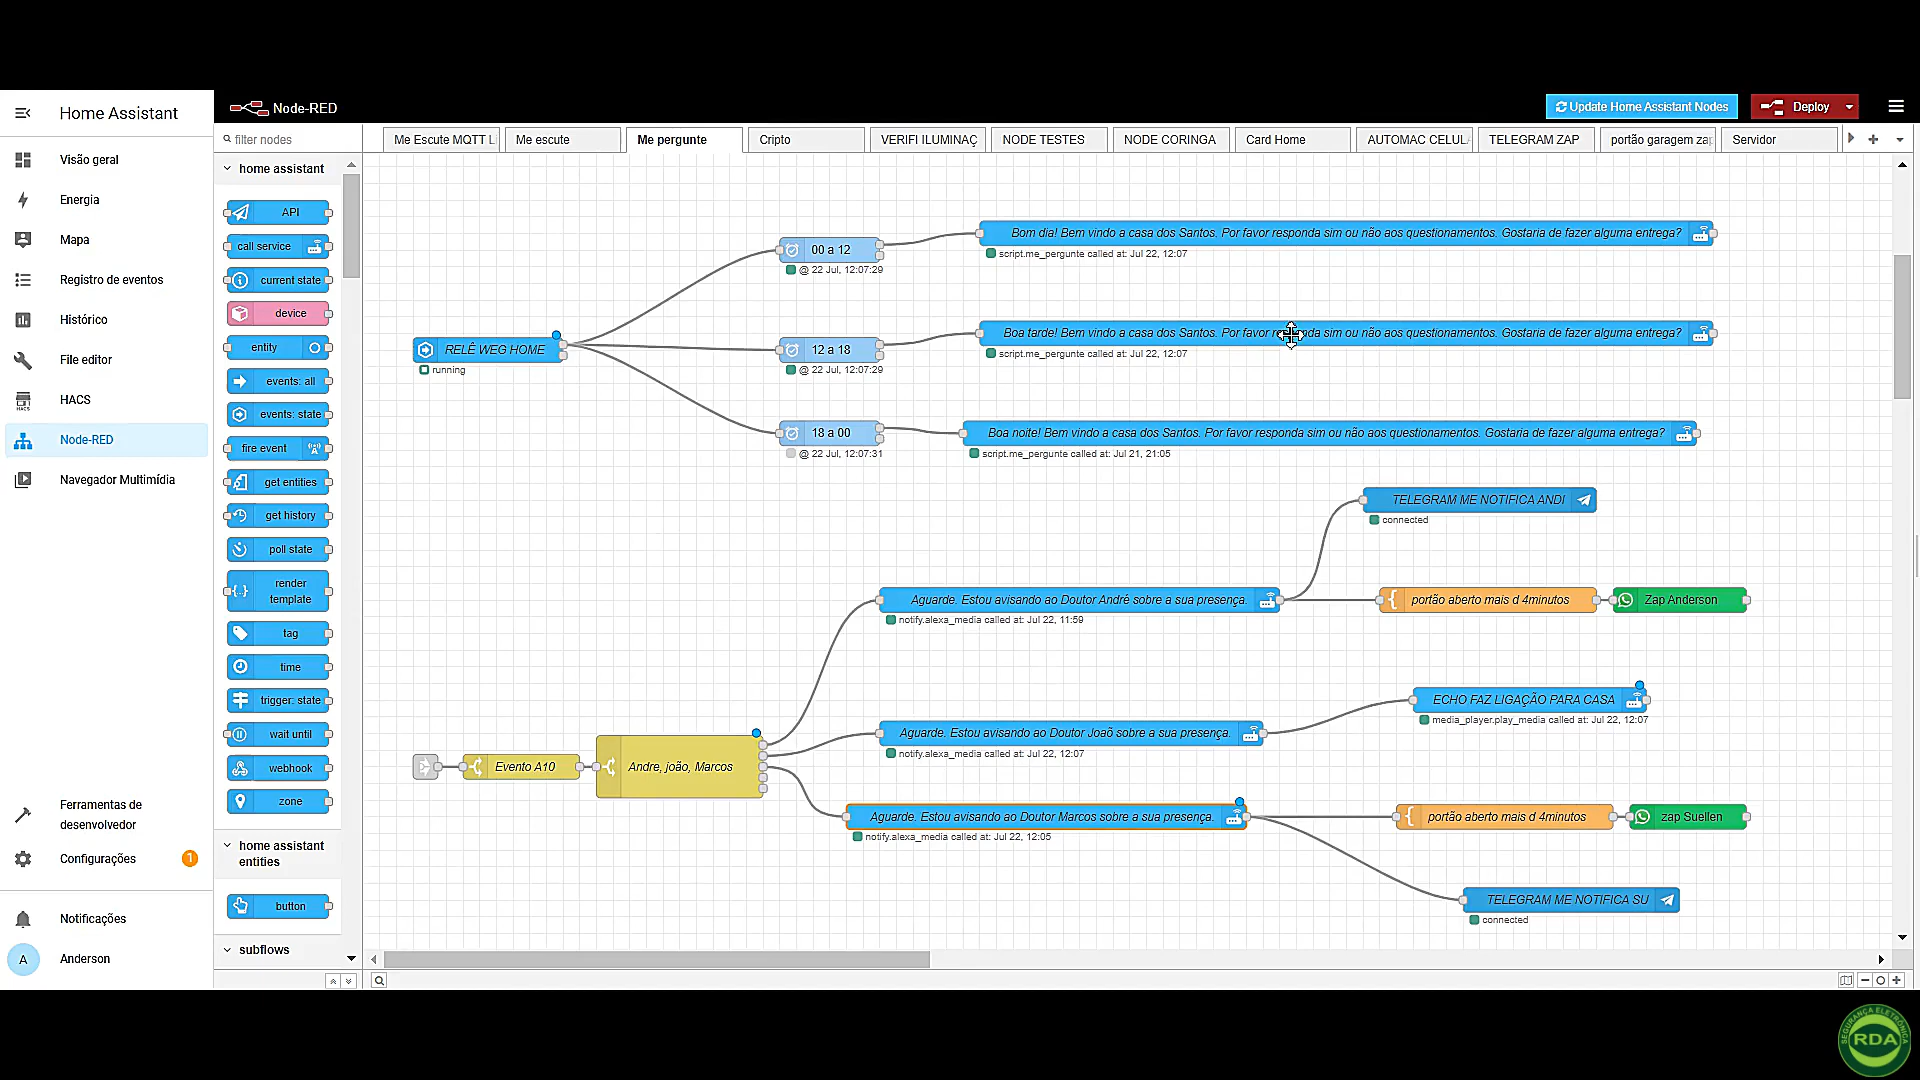 Home Assistant
Visão geral
Energia
Mapa
Registro de eventos
Histórico
File editor
HACS
HACS
Node-RED
Navegador Multimídia
Ferramentas de
desenvolvedor
Configurações
1
Notificações
A
Anderson
Node-RED
Update Home Assistant Nodes
Deploy
filter nodes
Me Escute MQTT L
Me escute
Me pergunte
Cripto
VERIFI ILUMINAÇ
NODE TESTES
NODE CORINGA
Card Home
AUTOMAC CELUL
TELEGRAM ZAP
portão garagem zap
Servidor
home assistant
API
call service
current state
device
entity
events: all
events: state
fire event
get entities
get history
poll state
render
template
tag
time
trigger: state
wait until
webhook
zone
home assistant
entities
button
subflows
RELÊ WEG HOME
running
00 a 12
@ 22 Jul, 12:07:29
Bom dia! Bem vindo a casa dos Santos. Por favor responda sim ou não aos questionamentos. Gostaria de fazer alguma entrega?
script.me_pergunte called at: Jul 22, 12:07
12 a 18
@ 22 Jul, 12:07:29
Boa tarde! Bem vindo a casa dos Santos. Por favor responda sim ou não aos questionamentos. Gostaria de fazer alguma entrega?
script.me_pergunte called at: Jul 22, 12:07
18 a 00
@ 22 Jul, 12:07:31
Boa noite! Bem vindo a casa dos Santos. Por favor responda sim ou não aos questionamentos. Gostaria de fazer alguma entrega?
script.me_pergunte called at: Jul 21, 21:05
TELEGRAM ME NOTIFICA ANDI
connected
Aguarde. Estou avisando ao Doutor André sobre a sua presença.
notify.alexa_media called at: Jul 22, 11:59
portão aberto mais d 4minutos
Zap Anderson
ECHO FAZ LIGAÇÃO PARA CASA
media_player.play_media called at: Jul 22, 12:07
Aguarde. Estou avisando ao Doutor Joaõ sobre a sua presença.
notify.alexa_media called at: Jul 22, 12:07
Evento A10
Andre, joão, Marcos
Aguarde. Estou avisando ao Doutor Marcos sobre a sua presença.
notify.alexa_media called at: Jul 22, 12:05
portão aberto mais d 4minutos
zap Suellen
TELEGRAM ME NOTIFICA SU
connected
SEGURANÇA ELETRÔNICA
RDA